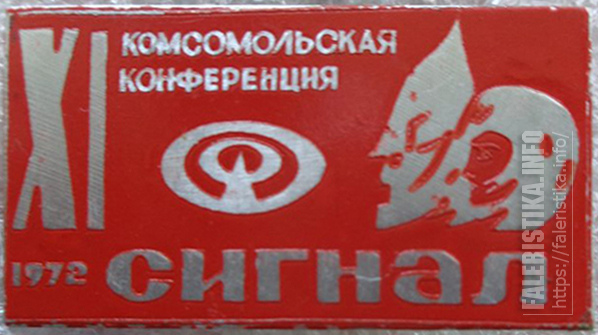 XI
КОМСОМОЛЬСКАЯ
КОНФЕРЕНЦИЯ
1972
СИГНАЛ
FALERISTIKA.INFO
https://faleristika.info/